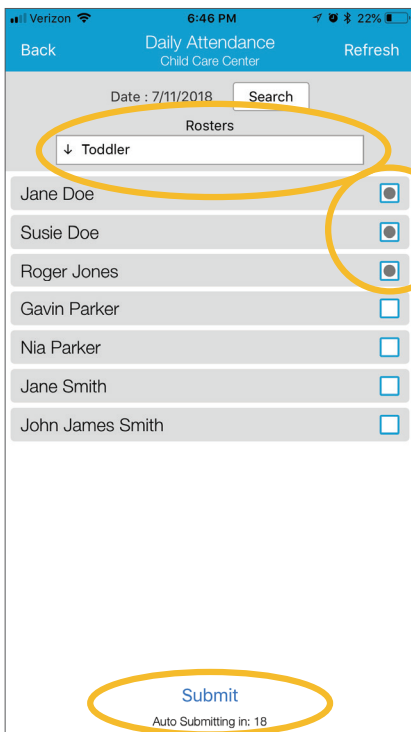 Verizon 6:46 PM 22%
Back Daily Attendance Refresh
Child Care Center
Date : 7/11/2018 Search
Rosters
↓ Toddler
Jane Doe
Susie Doe
Roger Jones
Gavin Parker
Nia Parker
Jane Smith
John James Smith
Submit
Auto Submitting in: 18